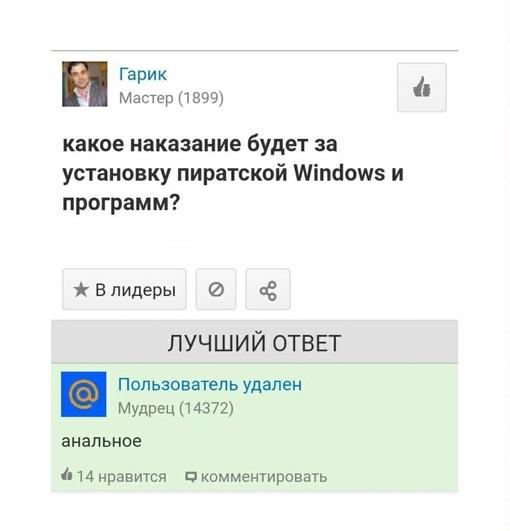 Гарик
Мастер (1899)
какое наказание будет за
установку пиратской Windows и
программ?
В лидеры
ЛУЧШИЙ ОТВЕТ
Пользователь удален
Мудрец (14372)
анальное
14 нравится комментировать